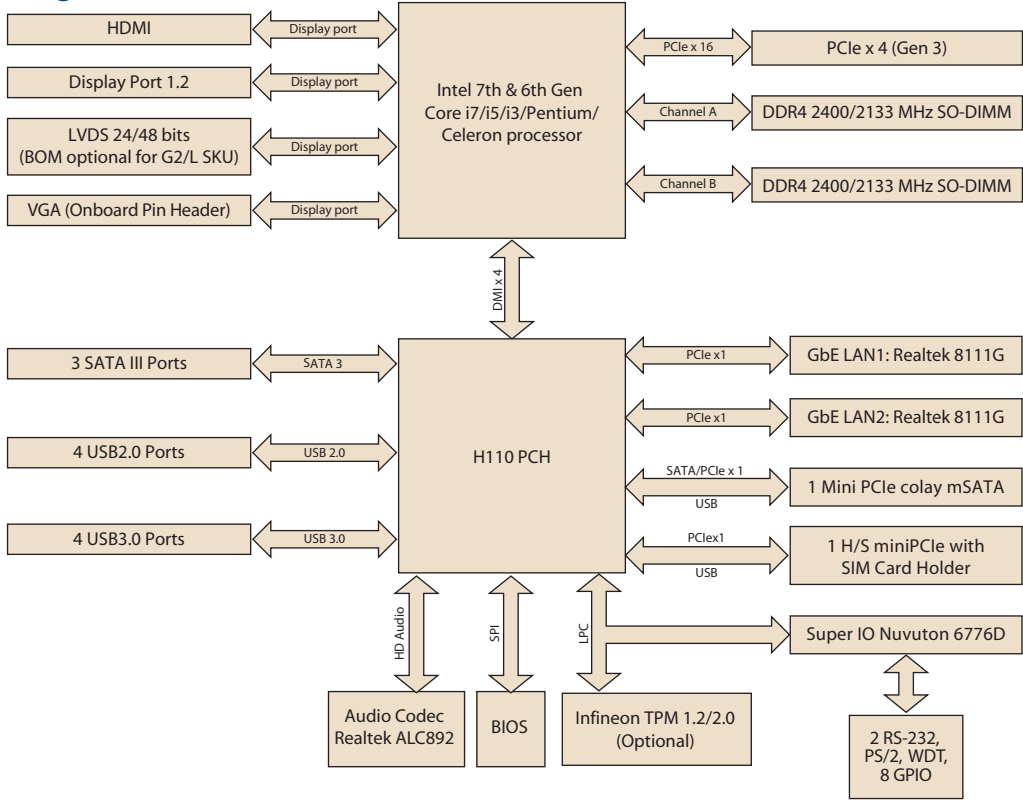 HDMI
Display port
Display Port 1.2
Display port
LVDS 24/48 bits
(BOM optional for G2/L SKU)
Display port
VGA (Onboard Pin Header)
Display port
Intel 7th & 6th Gen
Core i7/i5/i3/Pentium/
Celeron processor
PCIe x 16
PCIe x 4 (Gen 3)
Channel A
DDR4 2400/2133 MHz SO-DIMM
Channel B
DDR4 2400/2133 MHz SO-DIMM
DMI x 4
3 SATA III Ports
SATA 3
4 USB2.0 Ports
USB 2.0
4 USB3.0 Ports
USB 3.0
H110 PCH
PCIe x1
GbE LAN1: Realtek 8111G
PCIe x1
GbE LAN2: Realtek 8111G
SATA/PCIe x 1
USB
1 Mini PCIe colay mSATA
PCIex1
USB
1 H/S miniPCIe with
SIM Card Holder
HD Audio
SPI
LPC
Super IO Nuvuton 6776D
Audio Codec
Realtek ALC892
BIOS
Infineon TPM 1.2/2.0
(Optional)
2 RS-232,
PS/2, WDT,
8 GPIO